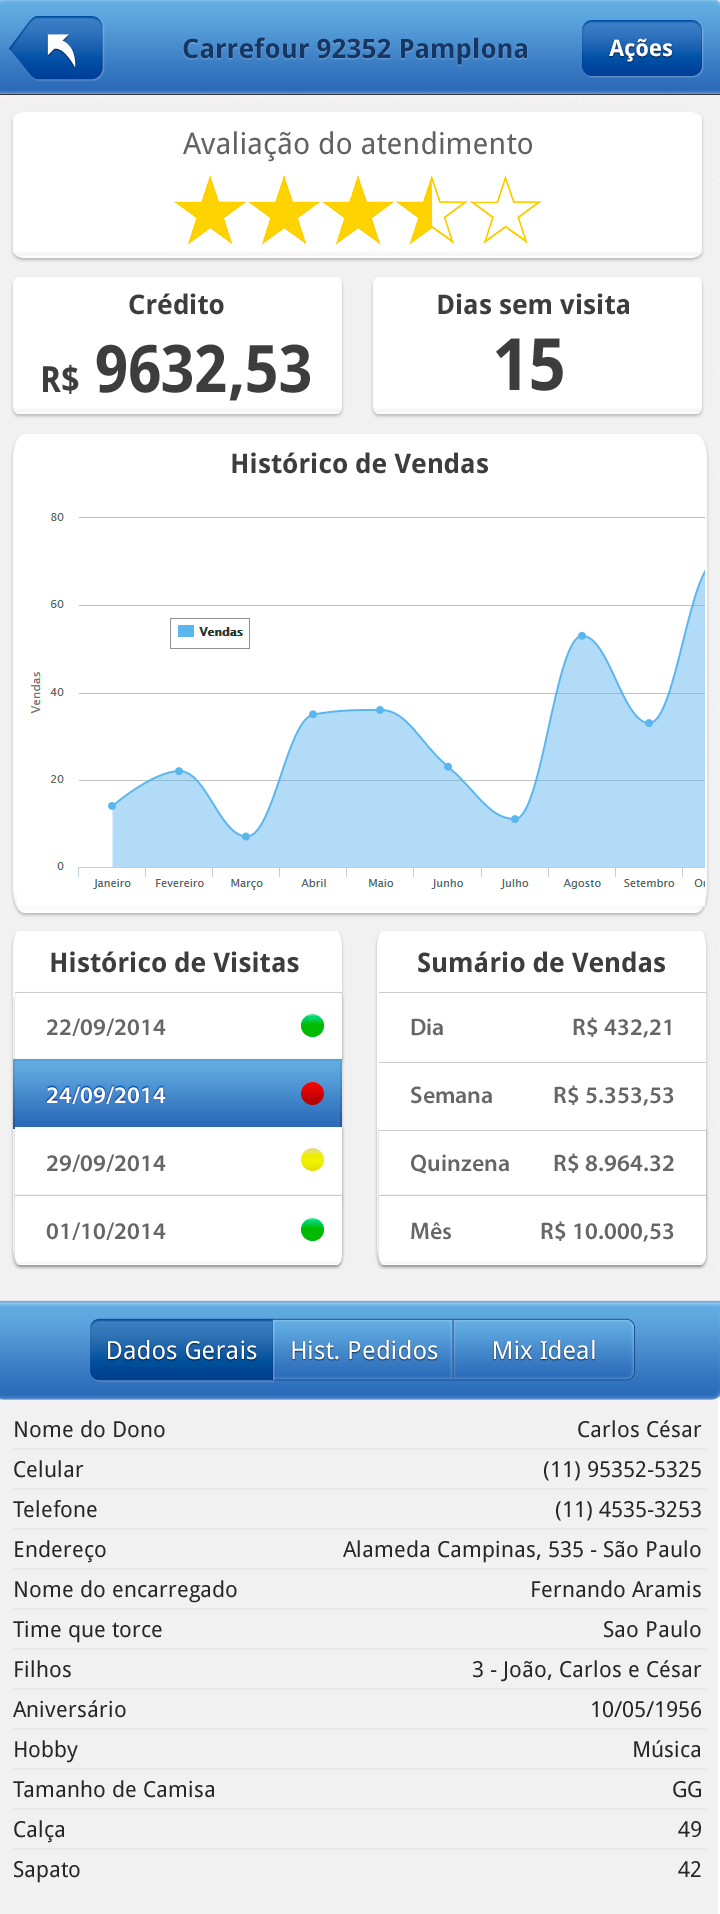 Carrefour 92352 Pamplona
Ações
Avaliação do atendimento
Crédito
R$ 9632,53
Dias sem visita
15
Histórico de Vendas
80
60
40
20
0
Vendas
Vendas
Janeiro Fevereiro Março Abril Maio Junho Julho Agosto Setembro Ou
Histórico de Visitas
22/09/2014
24/09/2014
29/09/2014
01/10/2014
Sumário de Vendas
Dia R$ 432,21
Semana R$ 5.353,53
Quinzena R$ 8.964.32
Mês R$ 10.000,53
Dados Gerais Hist. Pedidos Mix Ideal
Nome do Dono Carlos César
Celular (11) 95352-5325
Telefone (11) 4535-3253
Endereço Alameda Campinas, 535 - São Paulo
Nome do encarregado Fernando Aramis
Time que torce Sao Paulo
Filhos 3 - João, Carlos e César
Aniversário 10/05/1956
Hobby Música
Tamanho de Camisa GG
Calça 49
Sapato 42